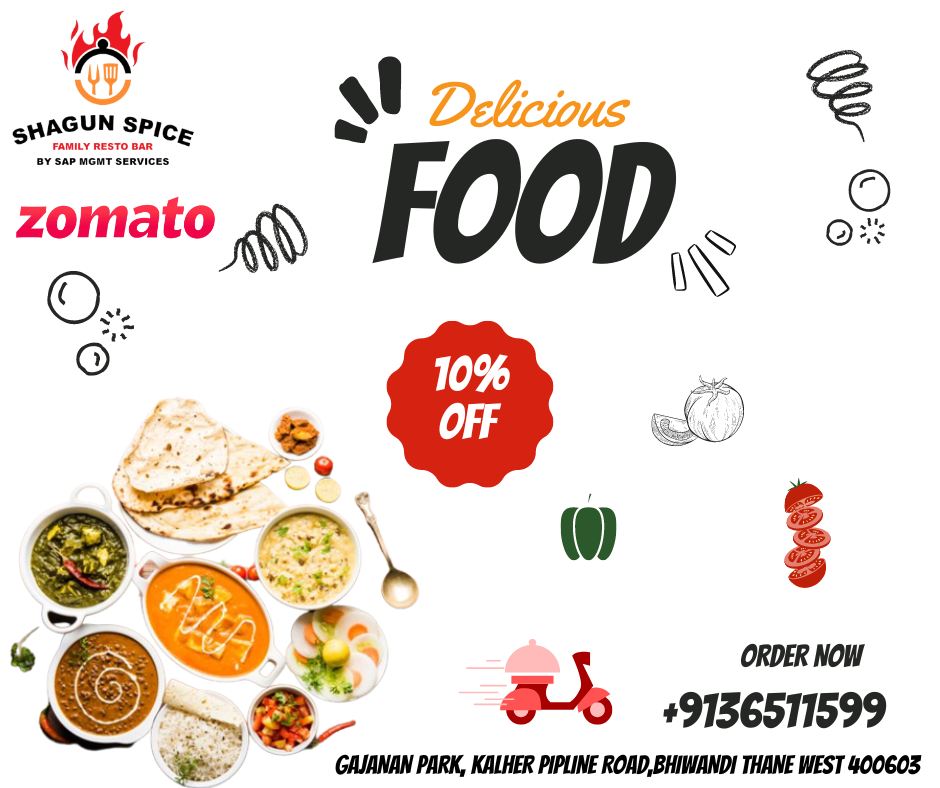 SHAGUN SPICE
FAMILY RESTO BAR
BY SAP MGMT SERVICES
zomato
Delicious
FOOD
10%
OFF
ORDER NOW
+9136511599
GAJANAN PARK, KALHER PIPLINE ROAD,BHIWANDI THANE WEST 400603